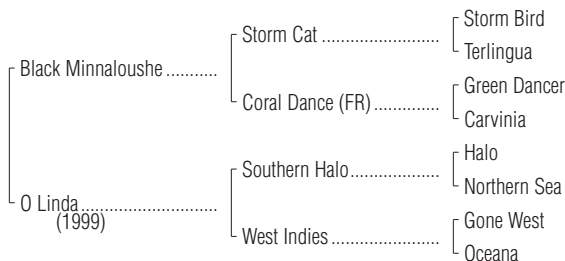 Storm Bird
Storm Cat
Terlingua
Black Minnaloushe
Green Dancer
Coral Dance (FR)
Carvinia
Halo
Southern Halo
Northern Sea
O Linda
(1999)
Gone West
West Indies
Oceana